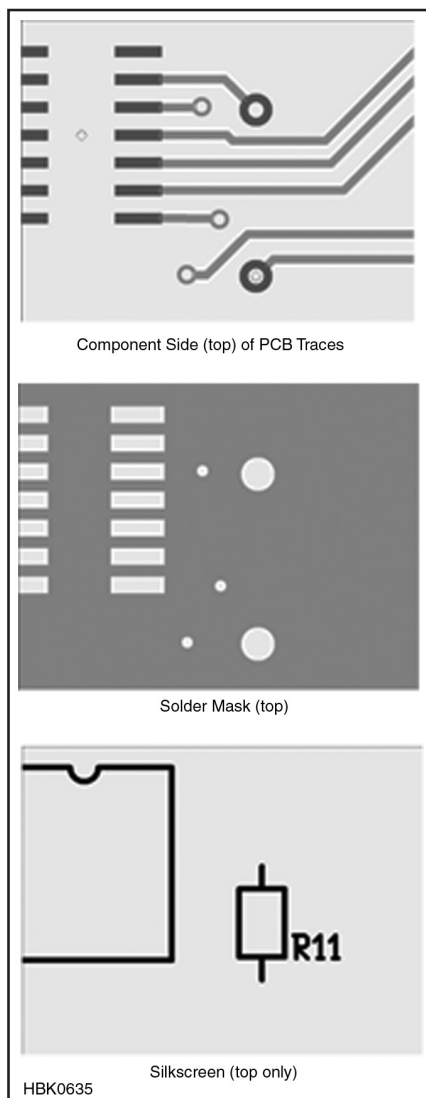 Component Side (top) of PCB Traces
Solder Mask (top)
R11
Silkscreen (top only)
HBK0635